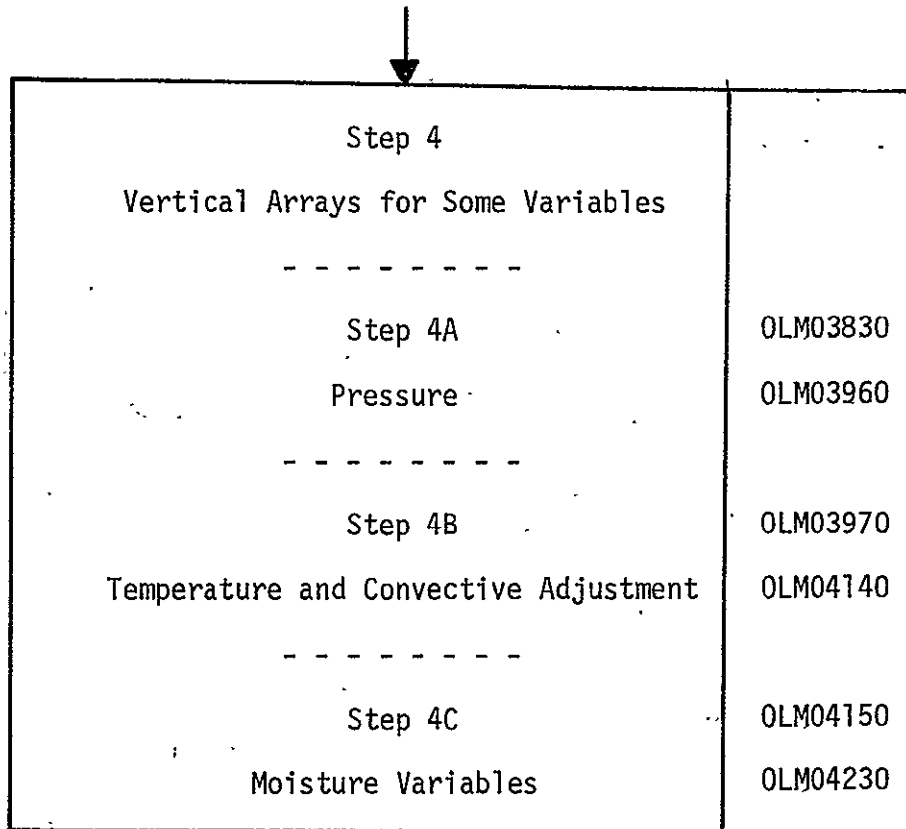 Step 4
Vertical Arrays for Some Variables
- - - - - - - -
Step 4A OLM03830
Pressure OLM03960
- - - - - - - -
Step 4B OLM03970
Temperature and Convective Adjustment OLM04140
- - - - - - - -
Step 4C OLM04150
Moisture Variables OLM04230